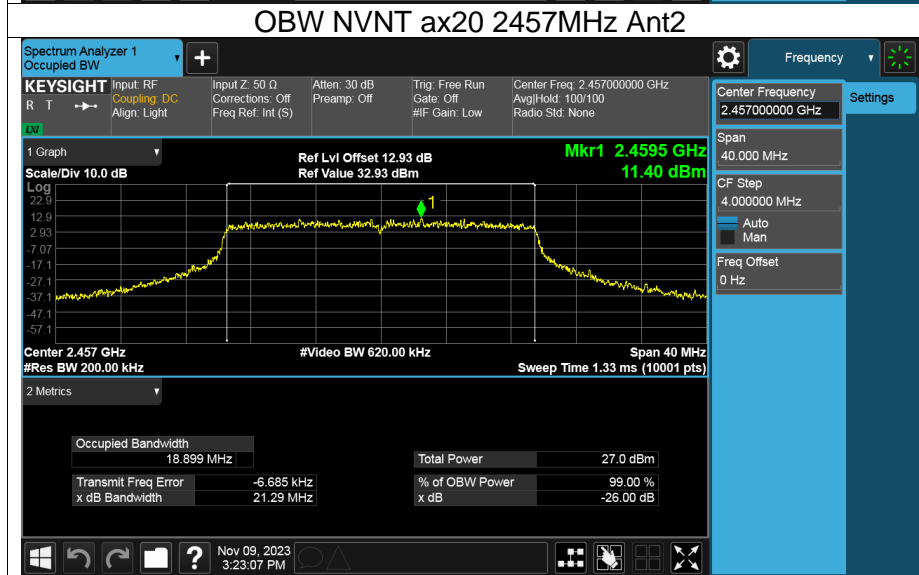 OBW NVNT ax20 2457MHz Ant2
Spectrum Analyzer 1
Occupied BW
+
Frequency
KEYSIGHT
R T
LXI
Input: RF
Coupling: DC
Align: Light
Input Z: 50 Ω
Corrections: Off
Freq Ref: Int (S)
Atten: 30 dB
Preamp: Off
Trig: Free Run
Gate: Off
#IF Gain: Low
Center Freq: 2.457000000 GHz
Avg|Hold: 100/100
Radio Std: None
Center Frequency
2.457000000 GHz
Settings
Span
40.000 MHz
CF Step
4.000000 MHz
Auto
Man
Freq Offset
0 Hz
1 Graph
Scale/Div 10.0 dB
Ref Lvl Offset 12.93 dB
Ref Value 32.93 dBm
Mkr1 2.4595 GHz
11.40 dBm
Log
22.9
12.9
2.93
-7.07
-17.1
-27.1
-37.1
-47.1
-57.1
1
Center 2.457 GHz
#Res BW 200.00 kHz
#Video BW 620.00 kHz
Span 40 MHz
Sweep Time 1.33 ms (10001 pts)
2 Metrics
Occupied Bandwidth
18.899 MHz
Transmit Freq Error -6.685 kHz
x dB Bandwidth 21.29 MHz
Total Power 27.0 dBm
% of OBW Power 99.00 %
x dB -26.00 dB
?
Nov 09, 2023
3:23:07 PM